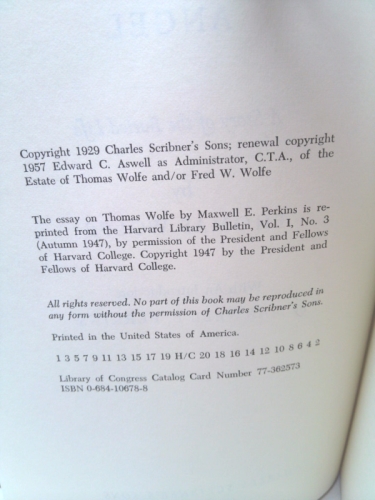 Copyright 1929 Charles Scribner's Sons; renewal copyright
1957 Edward C. Aswell as Administrator, C.T.A., of the
Estate of Thomas Wolfe and/or Fred W. Wolfe
The essay on Thomas Wolfe by Maxwell E. Perkins is re-
printed from the Harvard Library Bulletin, Vol. I, No. 3
(Autumn 1947), by permission of the President and Fellows
of Harvard College. Copyright 1947 by the President and
Fellows of Harvard College.
All rights reserved. No part of this book may be reproduced in
any form without the permission of Charles Scribner's Sons.
Printed in the United States of America.
1 3 5 7 9 11 13 15 17 19 H/C 20 18 16 14 12 10 8 6 4 2
Library of Congress Catalog Card Number 77-362573
ISBN 0-684-10678-8